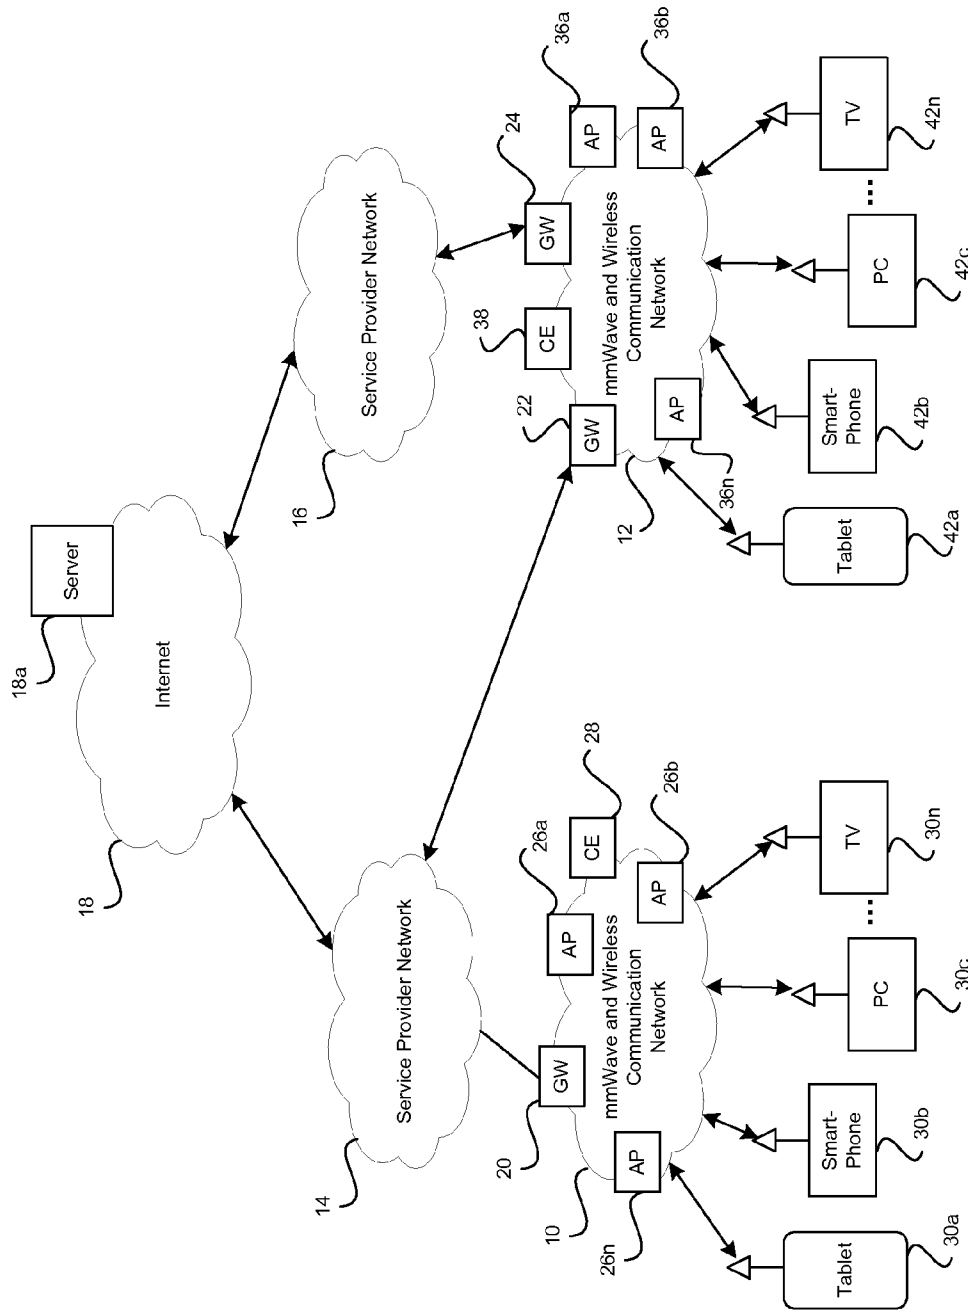 18a
Server
18
Internet
16
Service Provider Network
14
Service Provider Network
24
38
22
36a
36b
GW
CE
GW
AP
AP
AP
mmWave and Wireless
Communication
Network
12
36n
20
26a
28
26b
GW
AP
CE
AP
AP
mmWave and Wireless
Communication
Network
10
26n
Tablet
Smart-
Phone
PC
...
TV
30a
30b
30c
30n
Tablet
Smart-
Phone
PC
...
TV
42a
42b
42c
42n